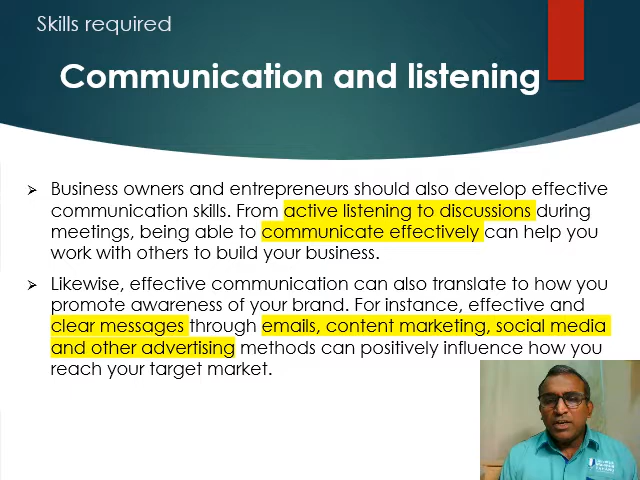 Skills required
Communication and listening
Business owners and entrepreneurs should also develop effective
communication skills. From active listening to discussions during
meetings, being able to communicate effectively can help you
work with others to build your business.
Likewise, effective communication can also translate to how you
promote awareness of your brand. For instance, effective and
clear messages through emails, content marketing, social media
and other advertising methods can positively influence how you
reach your target market.